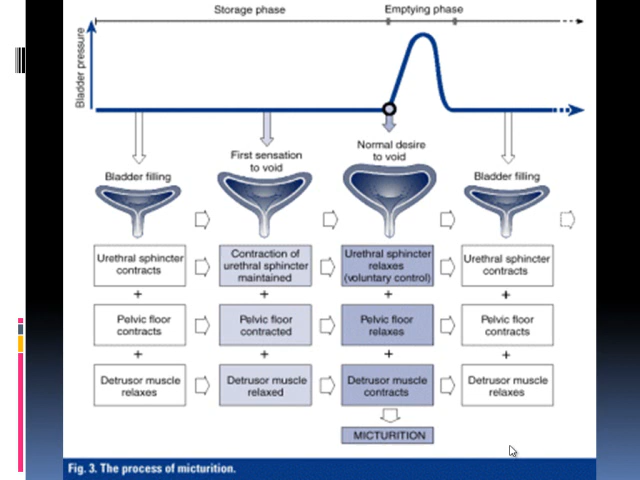 Storage phase
Emptying phase
Bladder pressure
Bladder filling
First sensation
to void
Normal desire
to void
Bladder filling
Urethral sphincter
contracts
Contraction of
urethral sphincter
maintained
Urethral sphincter
relaxes
(voluntary control)
Urethral sphincter
contracts
+
+
+
+
Pelvic floor
contracts
Pelvic floor
contracted
Pelvic floor
relaxes
Pelvic floor
contracts
+
+
+
+
Detrusor muscle
relaxes
Detrusor muscle
relaxed
Detrusor muscle
contracts
Detrusor muscle
relaxes
MICTURITION
Fig. 3. The process of micturition.